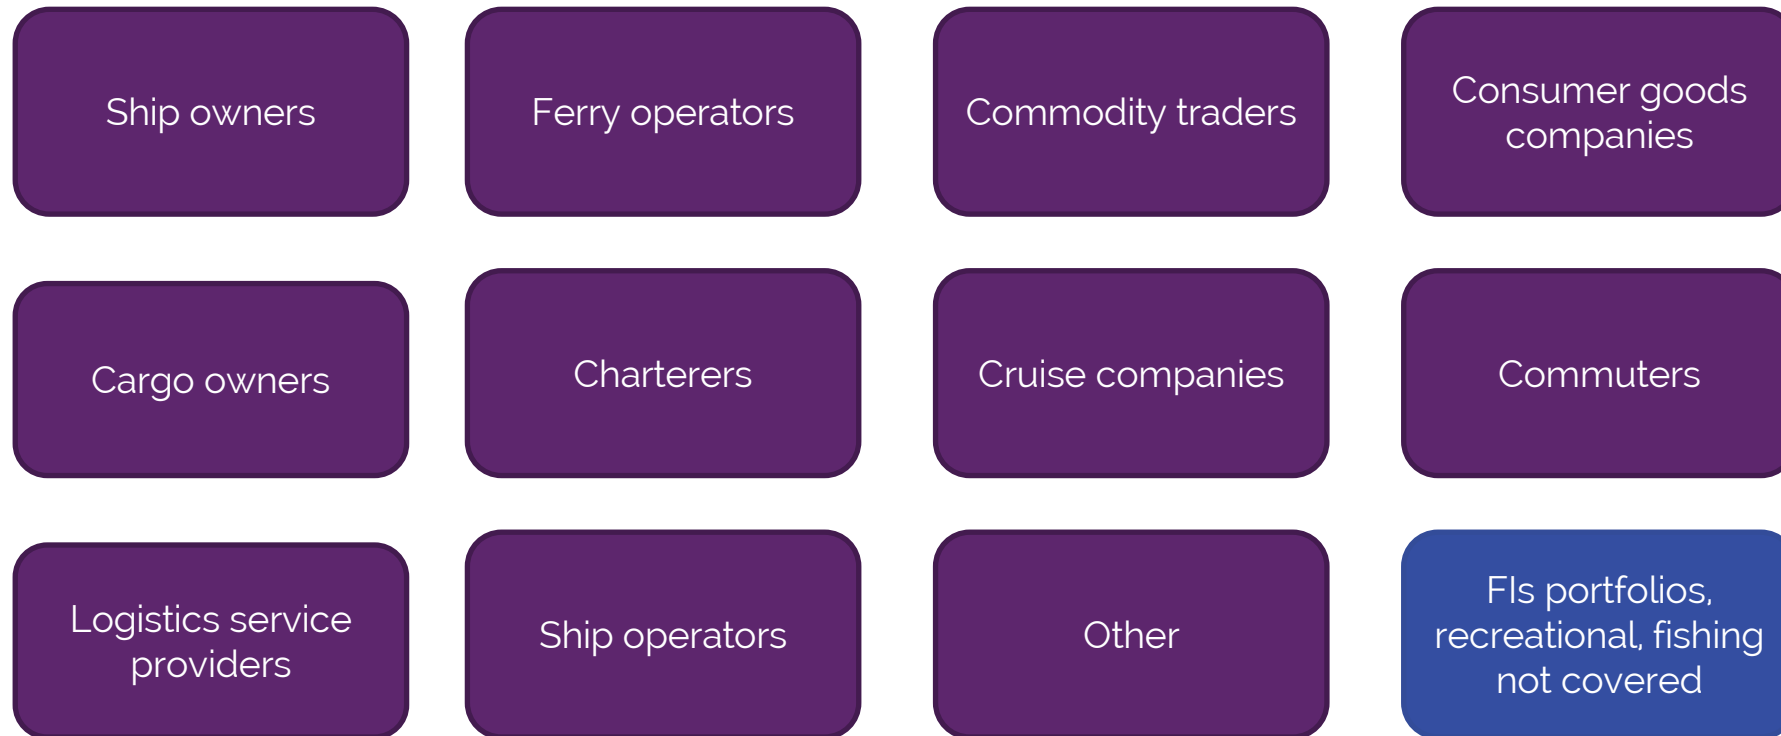 Ship owners
Ferry operators
Commodity traders
Consumer goods
companies
Cargo owners
Charterers
Cruise companies
Commuters
Logistics service
providers
Ship operators
Other
FIs portfolios,
recreational, fishing
not covered